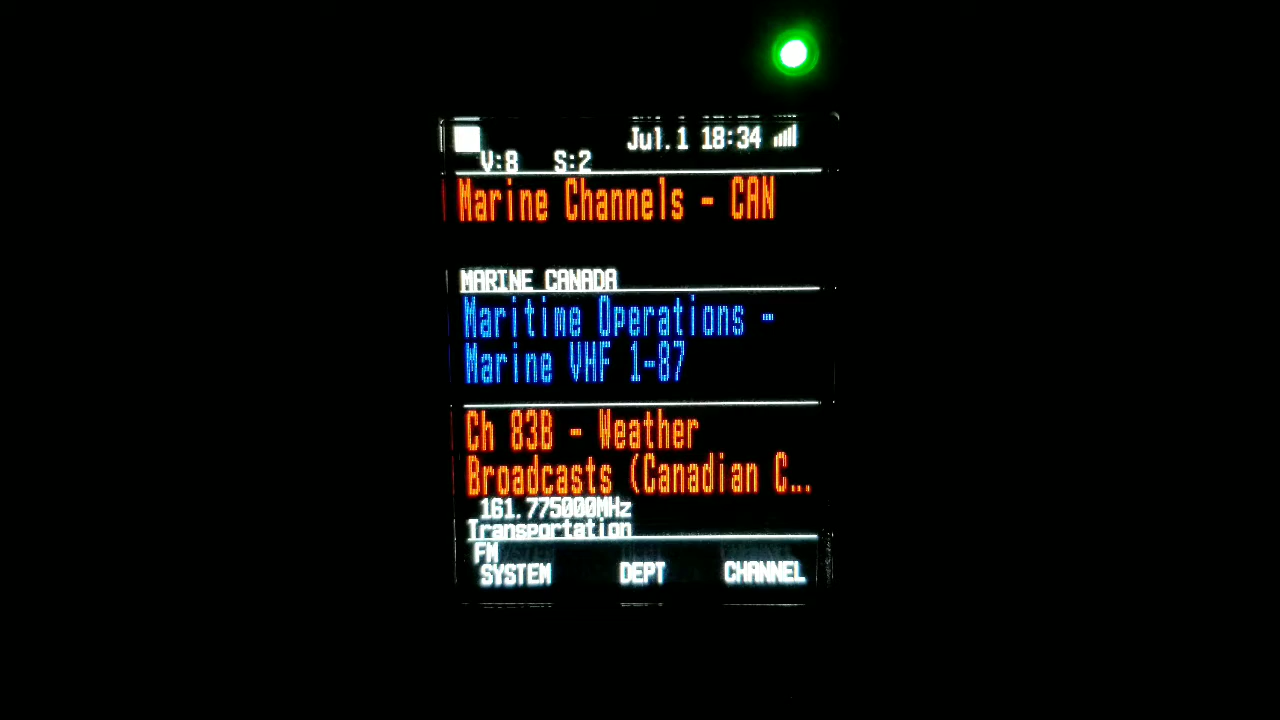 Jul.1 18:34
V:8 S:2
Marine Channels - CAN
MARINE CANADA
Maritime Operations -
Marine VHF 1-87
Ch 83B - Weather
Broadcasts (Canadian C...
161.775000MHz
Transportation
FM
SYSTEM DEPT CHANNEL